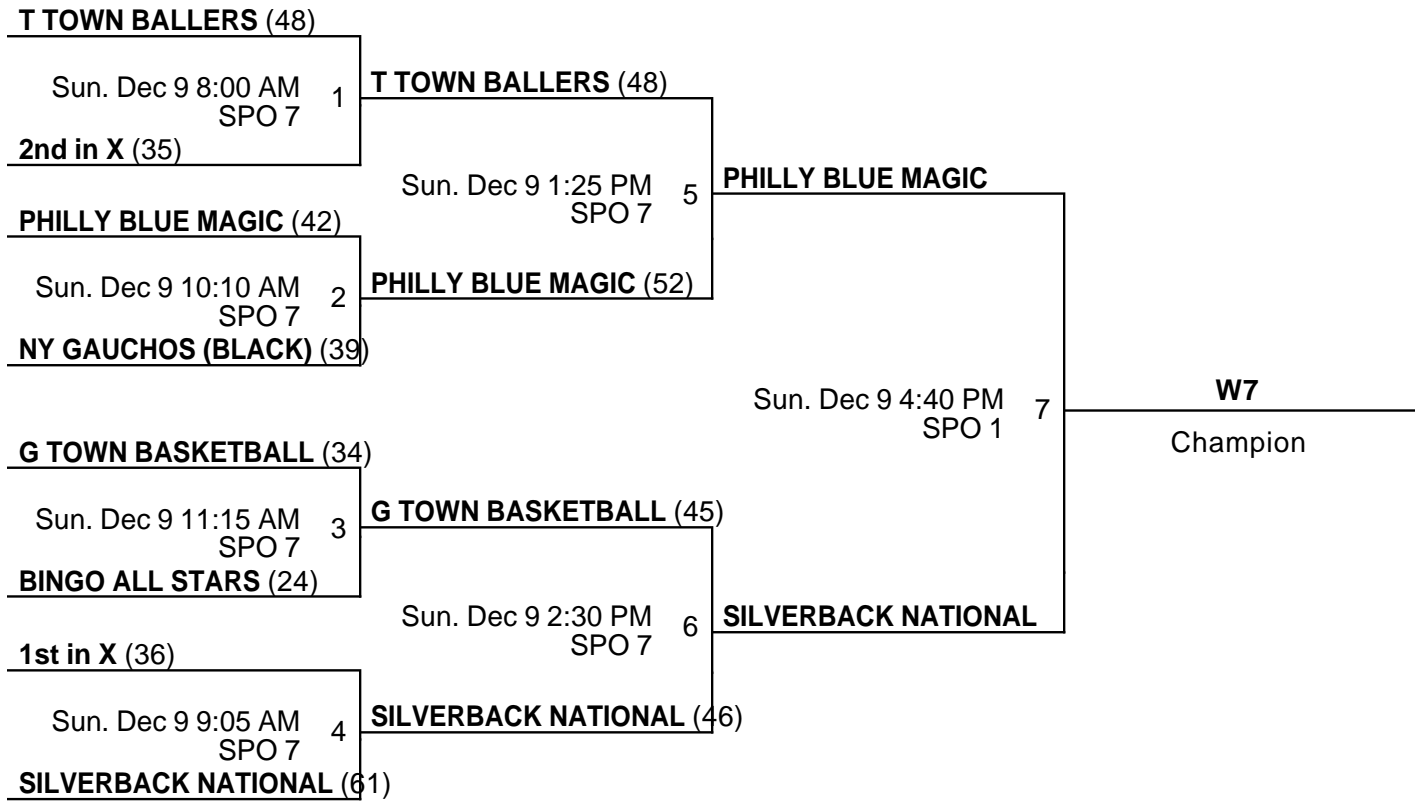 T TOWN BALLERS (48)
Sun. Dec 9 8:00 AM
SPO 7
1
2nd in X (35)
T TOWN BALLERS (48)
PHILLY BLUE MAGIC (42)
Sun. Dec 9 10:10 AM
SPO 7
2
NY GAUCHOS (BLACK) (39)
PHILLY BLUE MAGIC (52)
Sun. Dec 9 1:25 PM
SPO 7
5
PHILLY BLUE MAGIC
G TOWN BASKETBALL (34)
Sun. Dec 9 11:15 AM
SPO 7
3
BINGO ALL STARS (24)
G TOWN BASKETBALL (45)
1st in X (36)
Sun. Dec 9 9:05 AM
SPO 7
4
SILVERBACK NATIONAL (61)
SILVERBACK NATIONAL (46)
Sun. Dec 9 2:30 PM
SPO 7
6
SILVERBACK NATIONAL
Sun. Dec 9 4:40 PM
SPO 1
7
W7
Champion